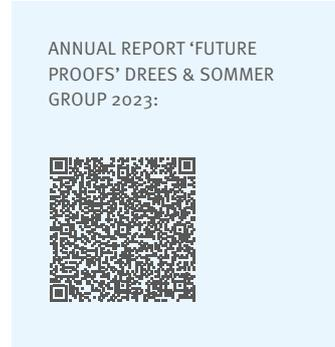 ANNUAL REPORT ‘FUTURE
PROOFS’ DREES & SOMMER
GROUP 2023: